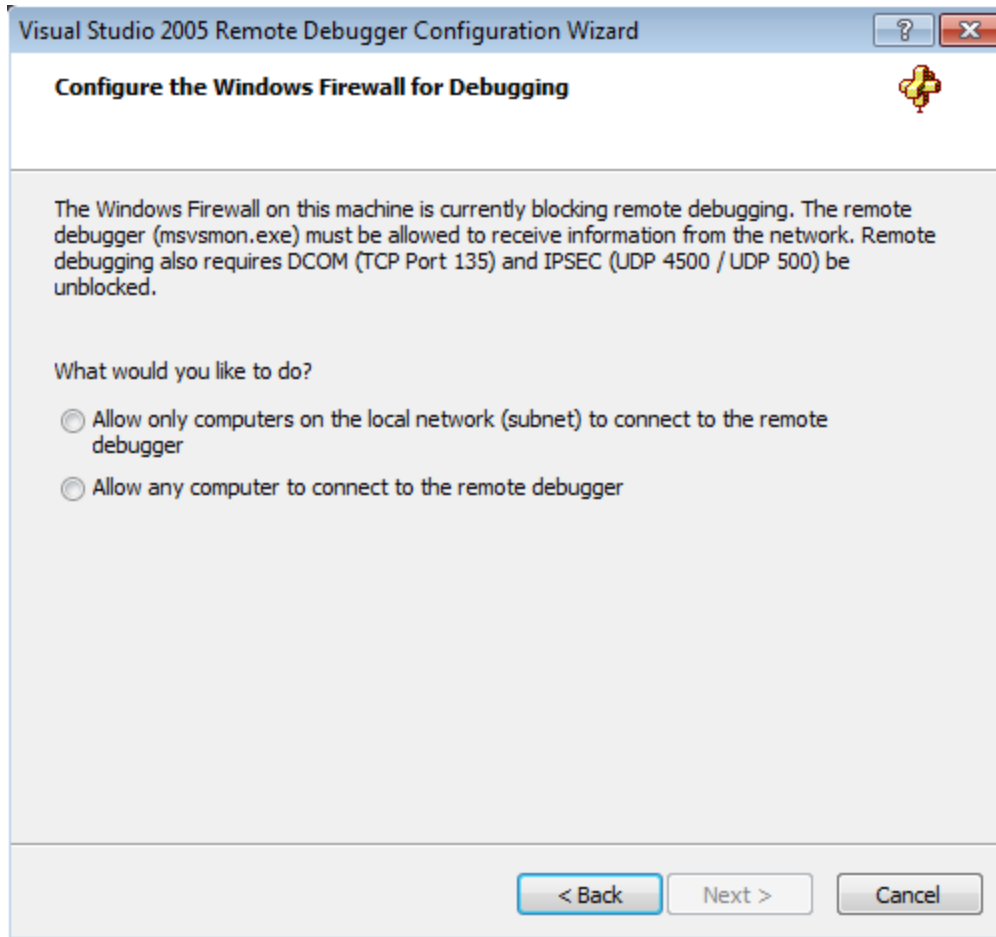 Visual Studio 2005 Remote Debugger Configuration Wizard
Configure the Windows Firewall for Debugging
The Windows Firewall on this machine is currently blocking remote debugging. The remote
debugger (msvsmon.exe) must be allowed to receive information from the network. Remote
debugging also requires DCOM (TCP Port 135) and IPSEC (UDP 4500 / UDP 500) be
unblocked.
What would you like to do?
Allow only computers on the local network (subnet) to connect to the remote
debugger
Allow any computer to connect to the remote debugger
< Back Next > Cancel